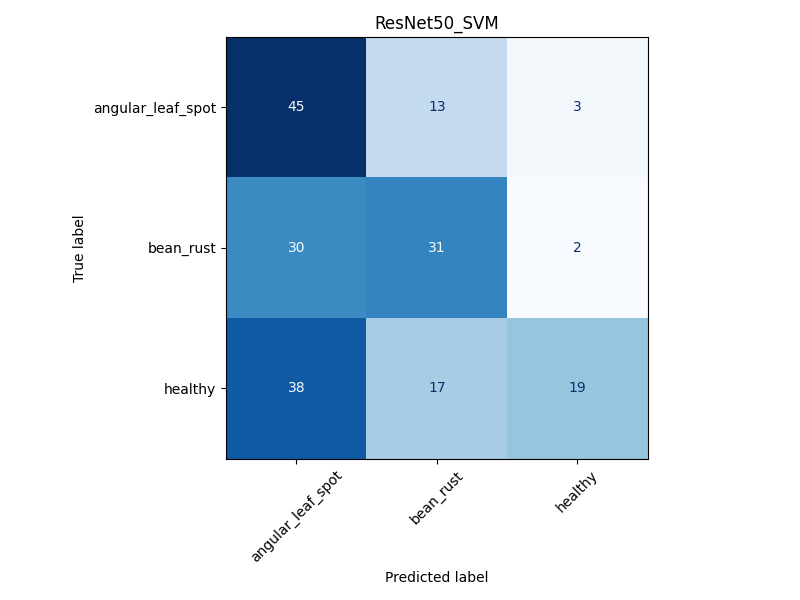 ResNet50_SVM
True label
angular_leaf_spot 45 13 3
bean_rust 30 31 2
healthy 38 17 19
angular_leaf_spot bean_rust healthy
Predicted label